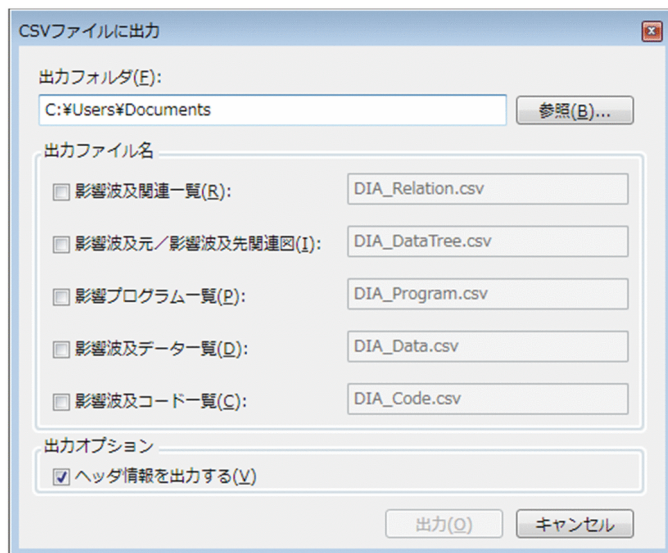 CSVファイルに出力
出力フォルダ(F):
C:¥Users¥Documents
参照(B)...
出力ファイル名
影響波及関連一覧(R):
DIA_Relation.csv
影響波及元／影響波及先関連図(I):
DIA_DataTree.csv
影響プログラム一覧(P):
DIA_Program.csv
影響波及データ一覧(D):
DIA_Data.csv
影響波及コード一覧(C):
DIA_Code.csv
出力オプション
ヘッダ情報を出力する(V)
出力(O)
キャンセル